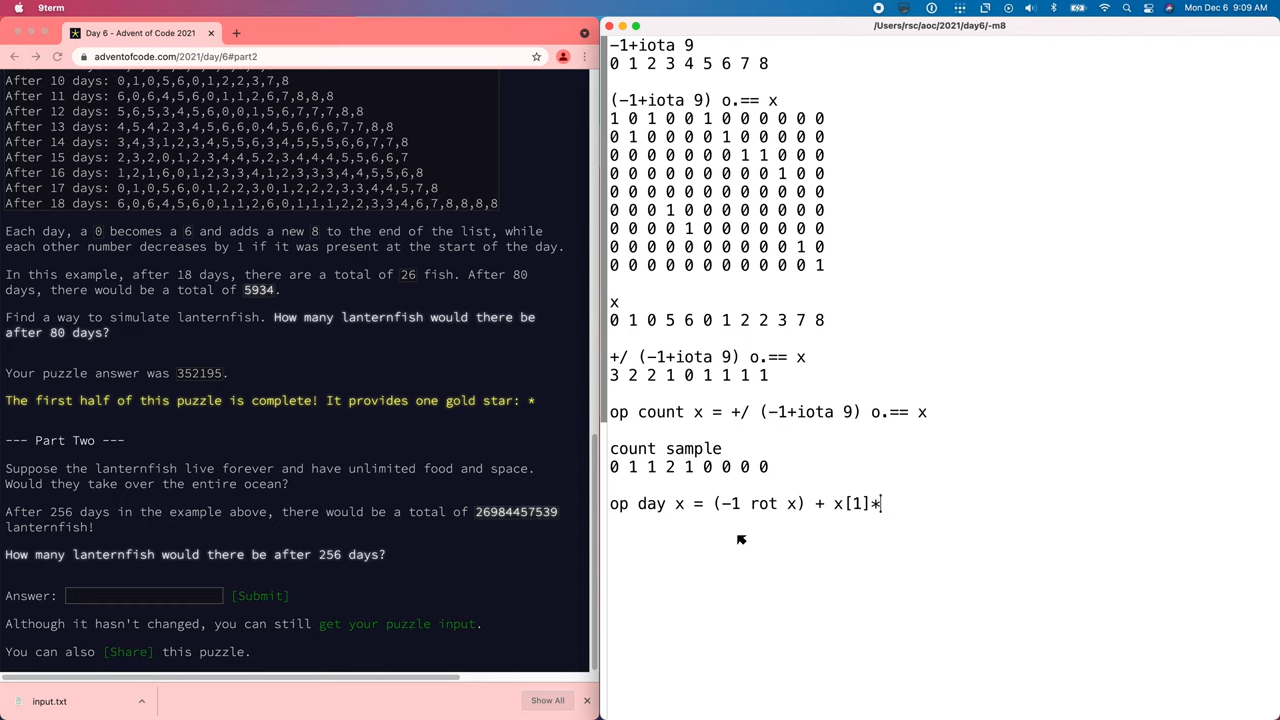 9term
Mon Dec 6 9:09 AM
Day 6 - Advent of Code 2021
adventofcode.com/2021/day/6#part2
After 10 days: 0,1,0,5,6,0,1,2,2,3,7,8
After 11 days: 6,0,6,4,5,6,0,1,1,2,6,7,8,8,8
After 12 days: 5,6,5,3,4,5,6,0,0,1,5,6,7,7,7,8,8
After 13 days: 4,5,4,2,3,4,5,6,6,0,4,5,6,6,6,7,7,8,8
After 14 days: 3,4,3,1,2,3,4,5,5,6,3,4,5,5,5,6,6,7,7,8
After 15 days: 2,3,2,0,1,2,3,4,4,5,2,3,4,4,4,5,5,6,6,7
After 16 days: 1,2,1,6,0,1,2,3,3,4,1,2,3,3,3,4,4,5,5,6,8
After 17 days: 0,1,0,5,6,0,1,2,2,3,0,1,2,2,2,3,3,4,4,5,7,8
After 18 days: 6,0,6,4,5,6,0,1,1,2,6,0,1,1,1,2,2,3,3,4,6,7,8,8,8,8
Each day, a 0 becomes a 6 and adds a new 8 to the end of the list, while
each other number decreases by 1 if it was present at the start of the day.
In this example, after 18 days, there are a total of 26 fish. After 80
days, there would be a total of 5934.
Find a way to simulate lanternfish. How many lanternfish would there be
after 80 days?
Your puzzle answer was 352195.
The first half of this puzzle is complete! It provides one gold star: *
--- Part Two ---
Suppose the lanternfish live forever and have unlimited food and space.
Would they take over the entire ocean?
After 256 days in the example above, there would be a total of 26984457539
lanternfish!
How many lanternfish would there be after 256 days?
Answer: [Submit]
Although it hasn't changed, you can still get your puzzle input.
You can also [Share] this puzzle.
input.txt
Show All
/Users/rsc/aoc/2021/day6/-m8
-1+iota 9
0 1 2 3 4 5 6 7 8
(-1+iota 9) o.== x
1 0 1 0 0 1 0 0 0 0 0 0
0 1 0 0 0 0 1 0 0 0 0 0
0 0 0 0 0 0 0 1 1 0 0 0
0 0 0 0 0 0 0 0 0 1 0 0
0 0 0 0 0 0 0 0 0 0 0 0
0 0 0 1 0 0 0 0 0 0 0 0
0 0 0 0 1 0 0 0 0 0 0 0
0 0 0 0 0 0 0 0 0 0 1 0
0 0 0 0 0 0 0 0 0 0 0 1
x
0 1 0 5 6 0 1 2 2 3 7 8
+/ (-1+iota 9) o.== x
3 2 2 1 0 1 1 1 1
op count x = +/ (-1+iota 9) o.== x
count sample
0 1 1 2 1 0 0 0 0
op day x = (-1 rot x) + x[1]*